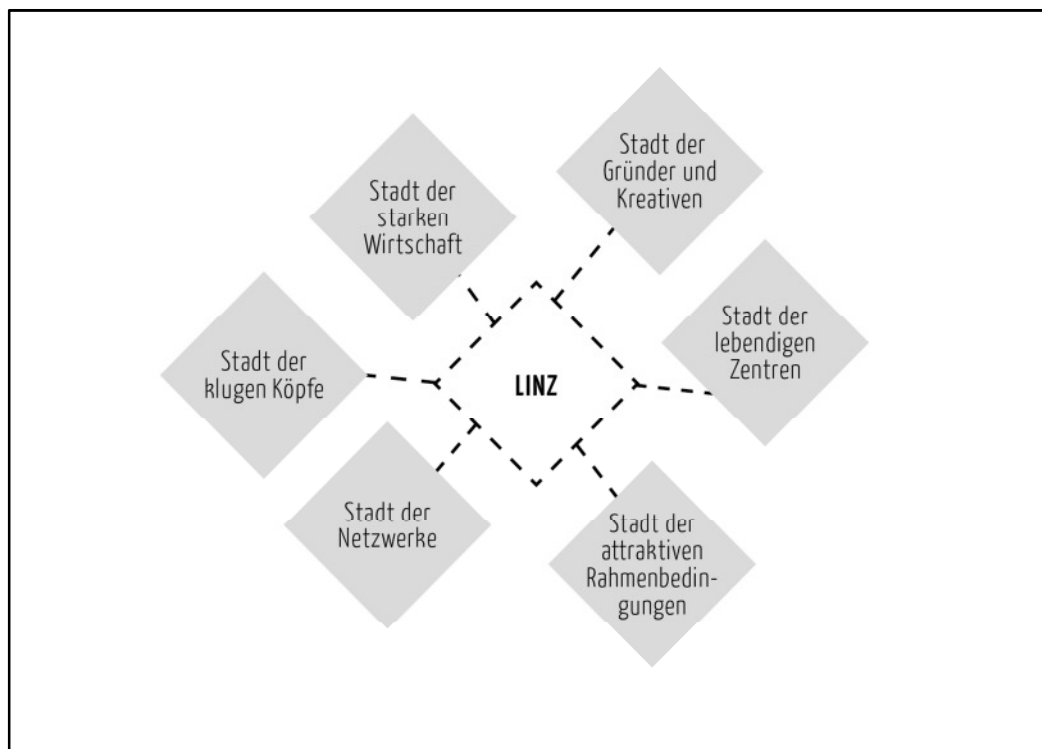 Stadt der
Gründer und
Kreativen
Stadt der
starken
Wirtschaft
Stadt der
lebendigen
Zentren
Stadt der
klugen Köpfe
LINZ
Stadt der
Netzwerke
Stadt der
attraktiven
Rahmenbedin-
gungen